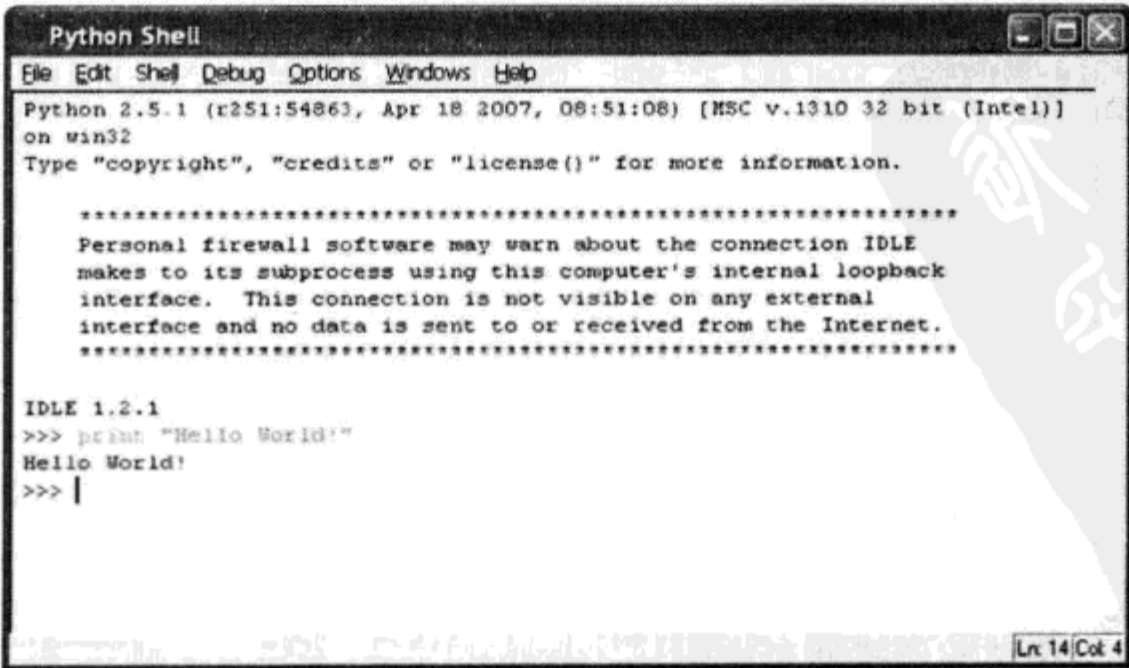 Python Shell
File Edit Shell Debug Options Windows Help
Python 2.5.1 (r251:54863, Apr 18 2007, 08:51:08) [MSC v.1310 32 bit (Intel)]
on win32
Type "copyright", "credits" or "license()" for more information.
****************************************************************
Personal firewall software may warn about the connection IDLE
makes to its subprocess using this computer's internal loopback
interface.  This connection is not visible on any external
interface and no data is sent to or received from the Internet.
****************************************************************
IDLE 1.2.1
>>> print "Hello World!"
Hello World!
>>>
Ln: 14 Col: 4